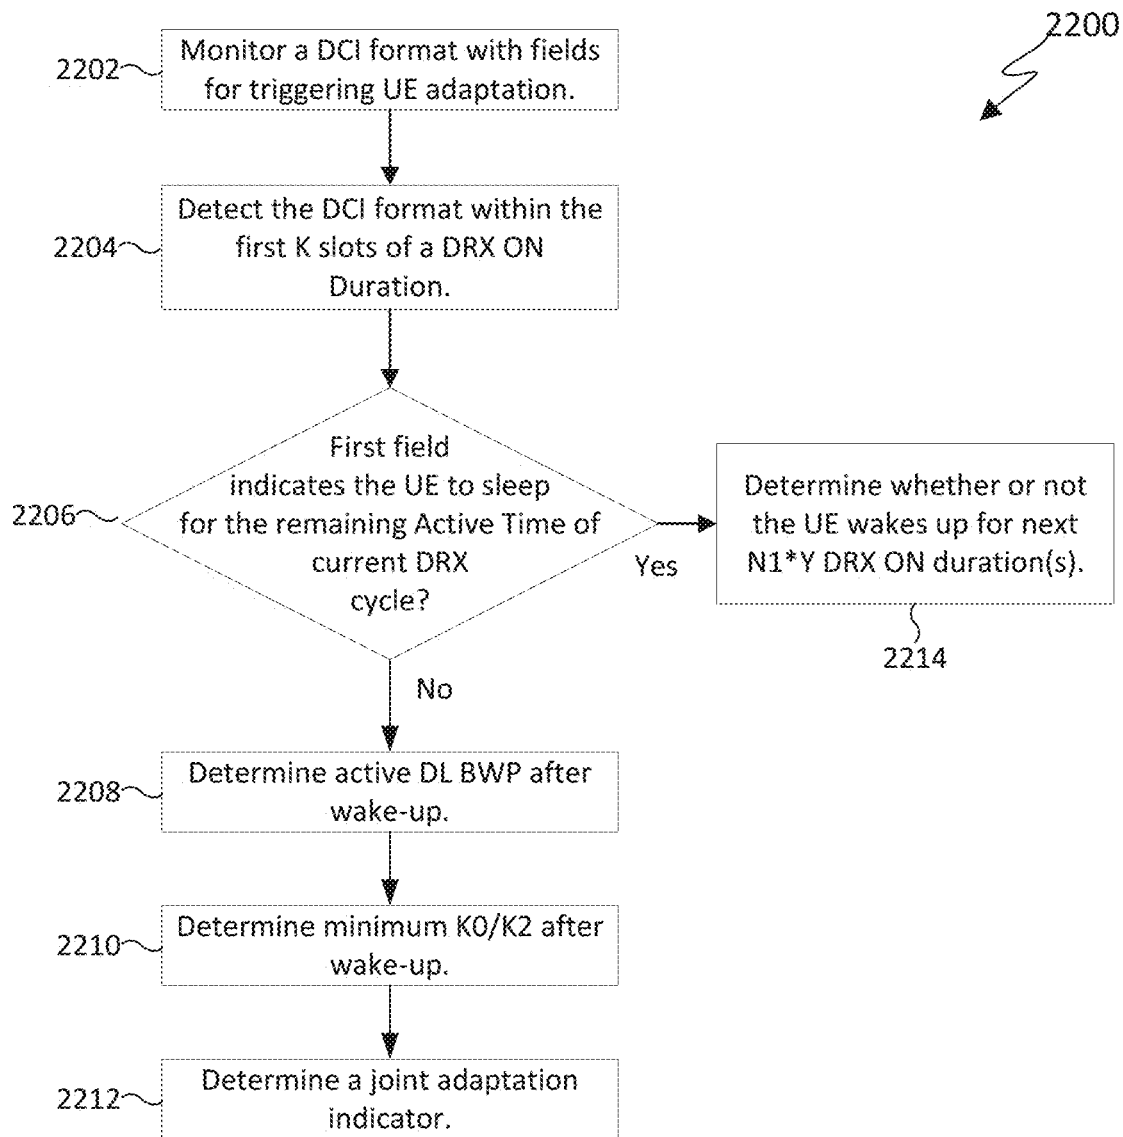 2200
2202
Monitor a DCI format with fields
for triggering UE adaptation.
2204
Detect the DCI format within the
first K slots of a DRX ON
Duration.
2206
First field
indicates the UE to sleep
for the remaining Active Time of
current DRX
cycle?
Yes
Determine whether or not
the UE wakes up for next
N1*Y DRX ON duration(s).
2214
No
2208
Determine active DL BWP after
wake-up.
2210
Determine minimum K0/K2 after
wake-up.
2212
Determine a joint adaptation
indicator.